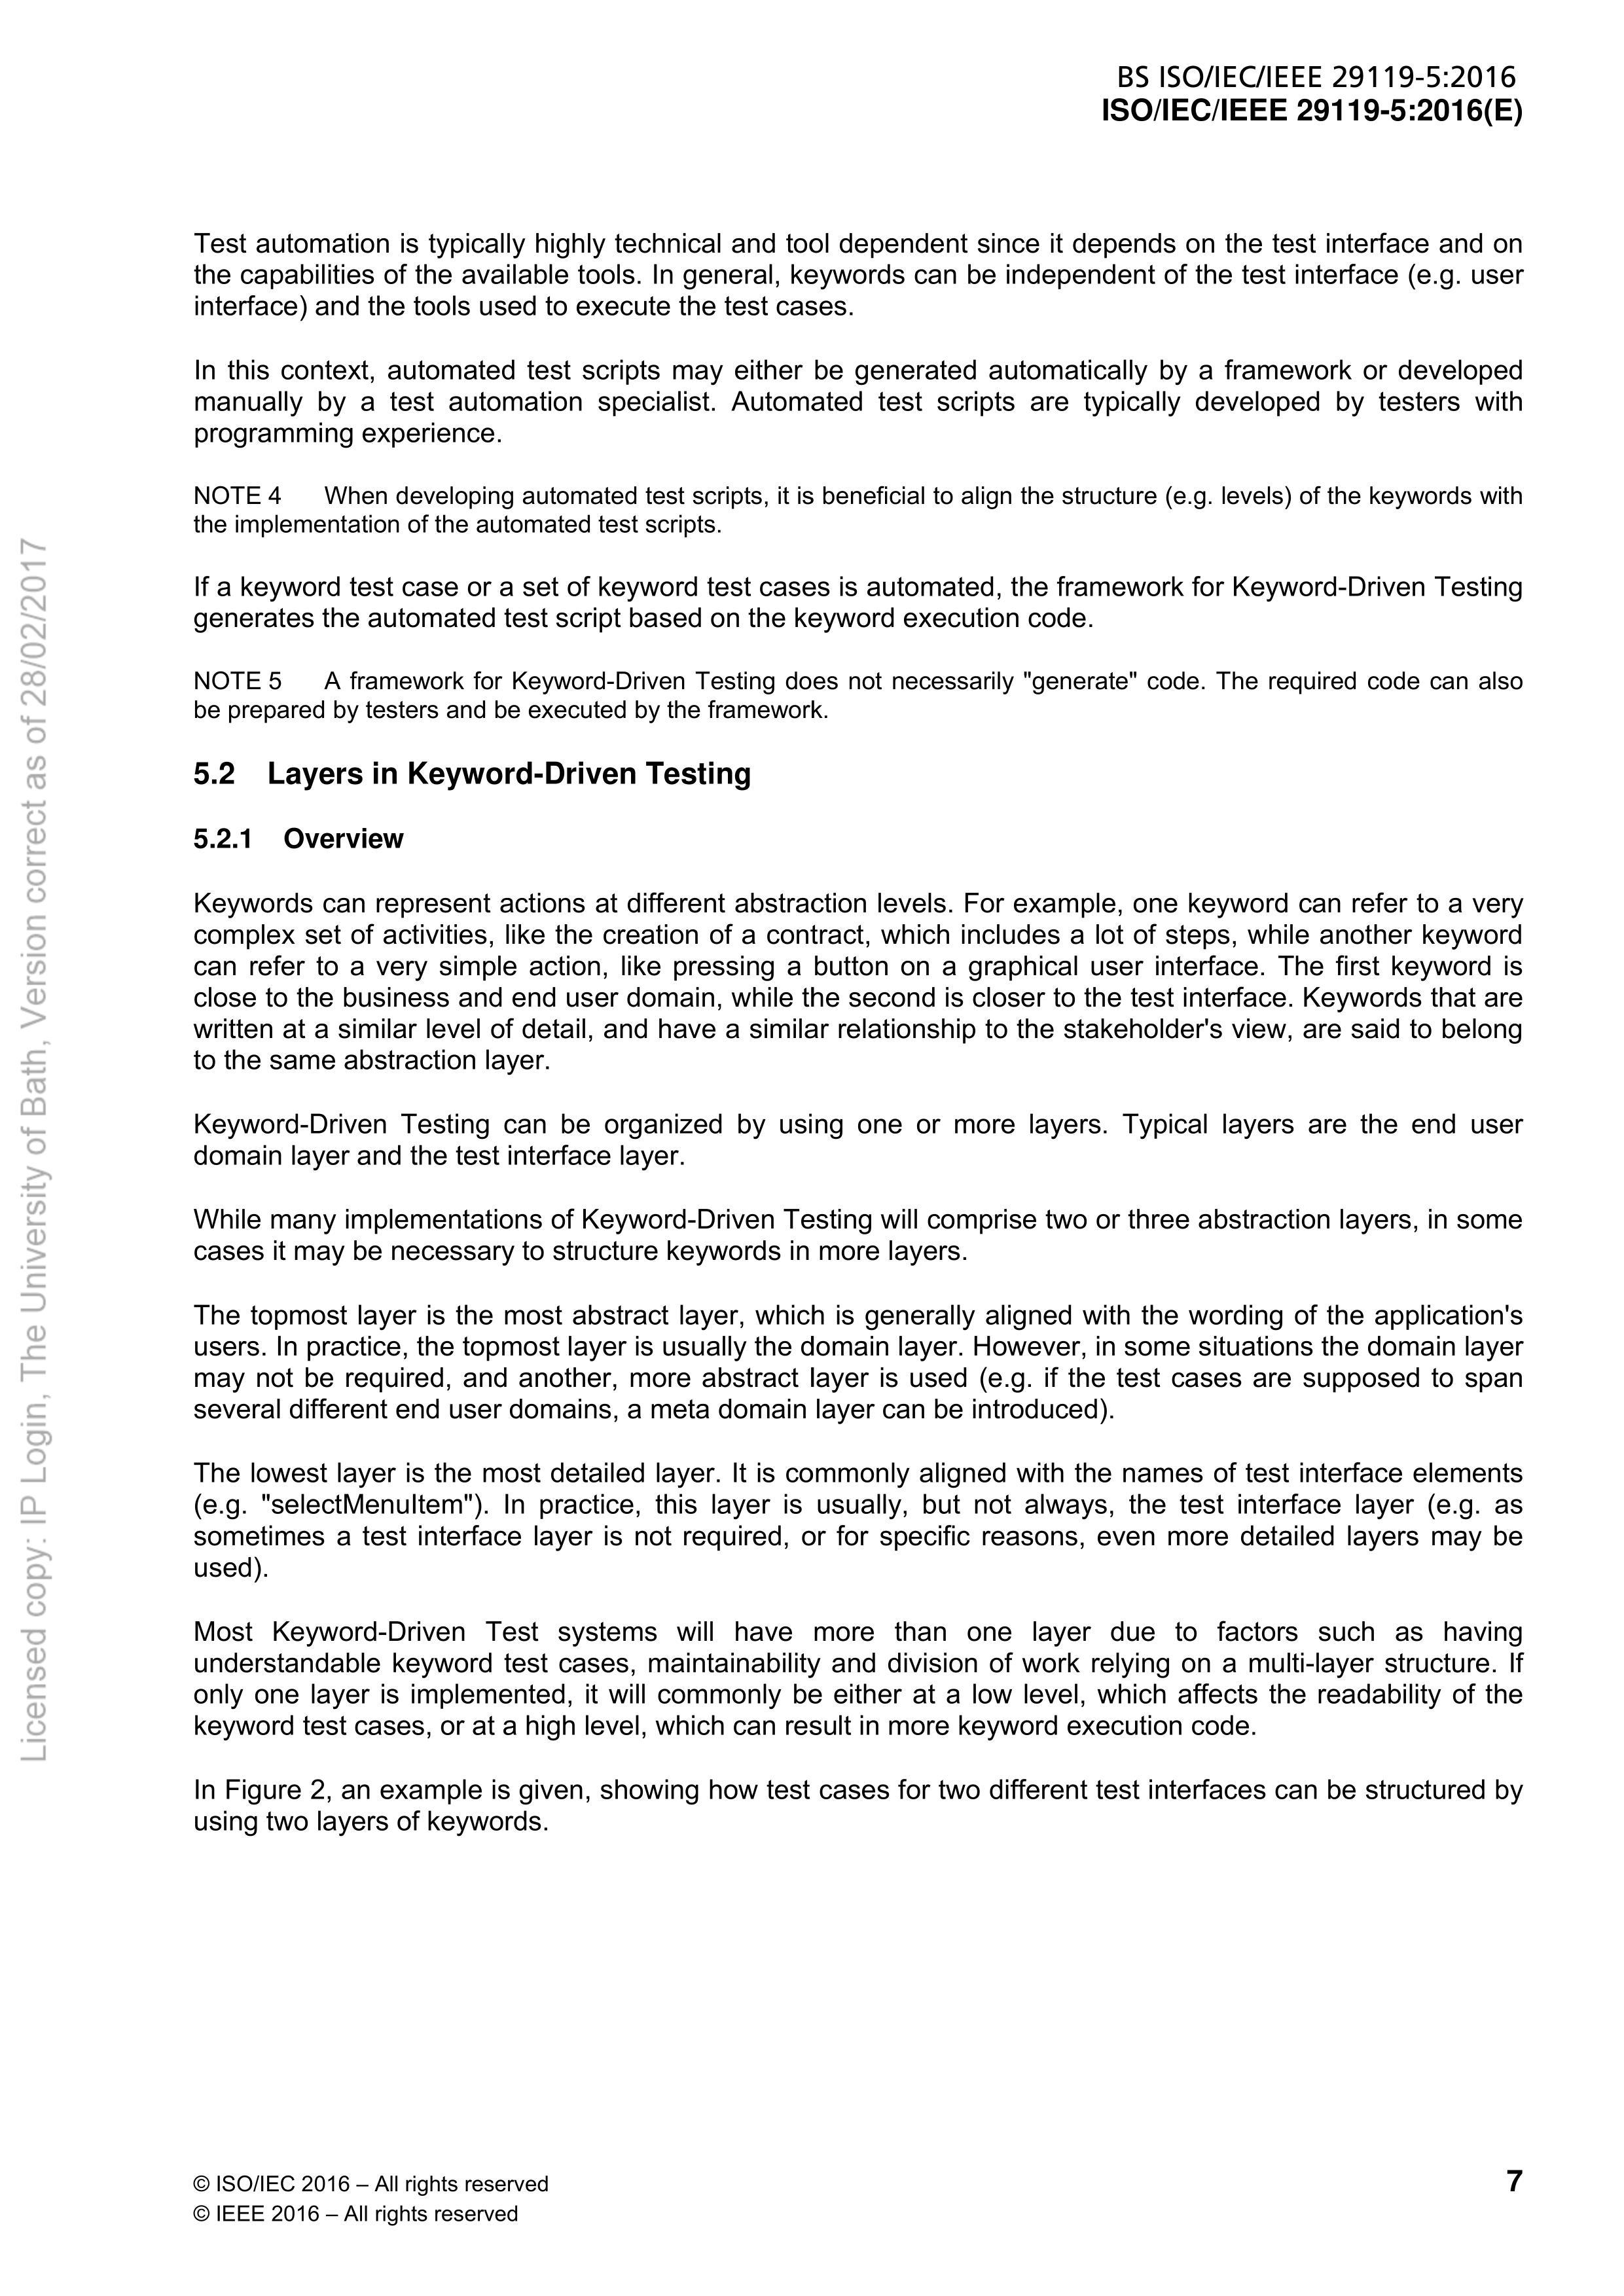 BS ISO/IEC/IEEE 29119-5:2016
ISO/IEC/IEEE 29119-5:2016(E)
Test automation is typically highly technical and tool dependent since it depends on the test interface and on
the capabilities of the available tools. In general, keywords can be independent of the test interface (e.g. user
interface) and the tools used to execute the test cases.
In this context, automated test scripts may either be generated automatically by a framework or developed
manually by a test automation specialist. Automated test scripts are typically developed by testers with
programming experience.
NOTE 4 When developing automated test scripts, it is beneficial to align the structure (e.g. levels) of the keywords with
the implementation of the automated test scripts.
If a keyword test case or a set of keyword test cases is automated, the framework for Keyword-Driven Testing
generates the automated test script based on the keyword execution code.
NOTE 5 A framework for Keyword-Driven Testing does not necessarily "generate" code. The required code can also
be prepared by testers and be executed by the framework.
5.2 Layers in Keyword-Driven Testing
5.2.1 Overview
Keywords can represent actions at different abstraction levels. For example, one keyword can refer to a very
complex set of activities, like the creation of a contract, which includes a lot of steps, while another keyword
can refer to a very simple action, like pressing a button on a graphical user interface. The first keyword is
close to the business and end user domain, while the second is closer to the test interface. Keywords that are
written at a similar level of detail, and have a similar relationship to the stakeholder's view, are said to belong
to the same abstraction layer.
Keyword-Driven Testing can be organized by using one or more layers. Typical layers are the end user
domain layer and the test interface layer.
While many implementations of Keyword-Driven Testing will comprise two or three abstraction layers, in some
cases it may be necessary to structure keywords in more layers.
The topmost layer is the most abstract layer, which is generally aligned with the wording of the application's
users. In practice, the topmost layer is usually the domain layer. However, in some situations the domain layer
may not be required, and another, more abstract layer is used (e.g. if the test cases are supposed to span
several different end user domains, a meta domain layer can be introduced).
The lowest layer is the most detailed layer. It is commonly aligned with the names of test interface elements
(e.g. "selectMenuItem"). In practice, this layer is usually, but not always, the test interface layer (e.g. as
sometimes a test interface layer is not required, or for specific reasons, even more detailed layers may be
used).
Most Keyword-Driven Test systems will have more than one layer due to factors such as having
understandable keyword test cases, maintainability and division of work relying on a multi-layer structure. If
only one layer is implemented, it will commonly be either at a low level, which affects the readability of the
keyword test cases, or at a high level, which can result in more keyword execution code.
In Figure 2, an example is given, showing how test cases for two different test interfaces can be structured by
using two layers of keywords.
© ISO/IEC 2016 – All rights reserved
© IEEE 2016 – All rights reserved
7
Licensed copy: IP Login, The University of Bath, Version correct as of 28/02/2017